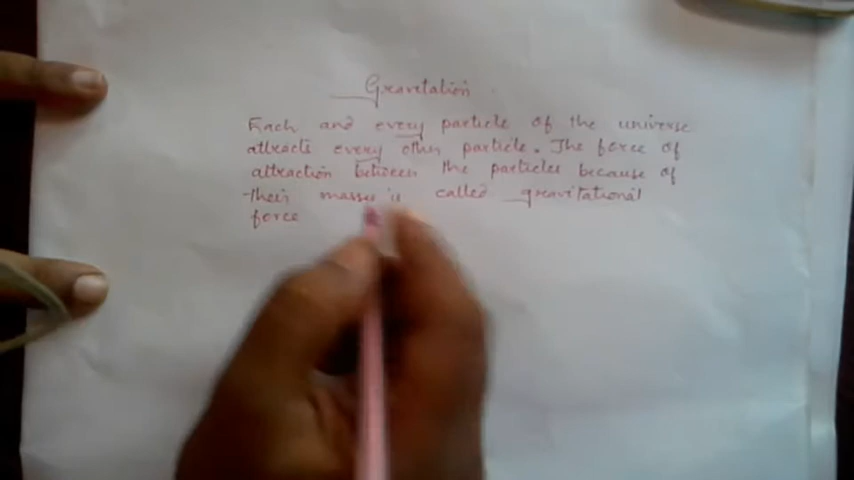 Gravitation
Each and every particle of the universe
attracts every other particle. The force of
attraction between the particles because of
their masses is called gravitational
force